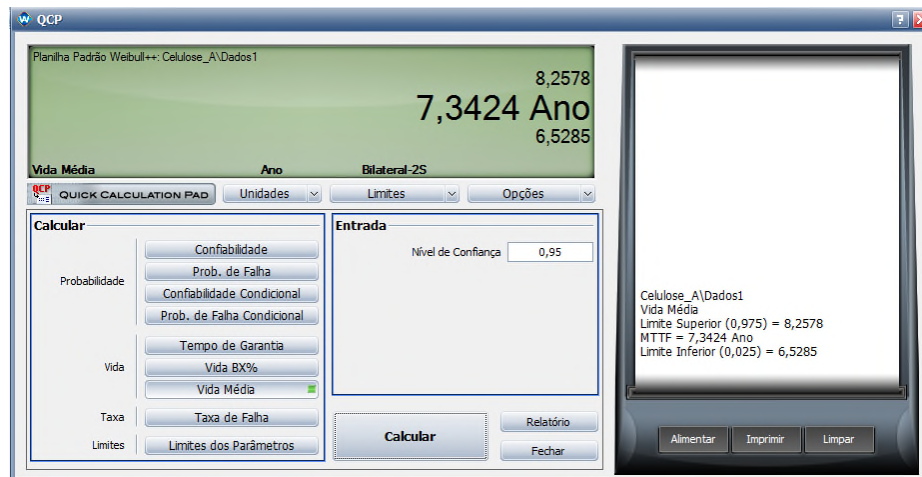 QCP
Planilha Padrão Weibull++: Celulose_A\Dados1
8,2578
7,3424 Ano
6,5285
Vida Média Ano Bilateral-2S
QCP QUICK CALCULATION PAD Unidades Limites Opções
Calcular
Probabilidade
Confiabilidade
Prob. de Falha
Confiabilidade Condicional
Prob. de Falha Condicional
Vida
Tempo de Garantia
Vida BX%
Vida Média
Taxa
Taxa de Falha
Limites
Limites dos Parâmetros
Entrada
Nível de Confiança 0,95
Calcular
Relatório
Fechar
Celulose_A\Dados1
Vida Média
Limite Superior (0,975) = 8,2578
MTTF = 7,3424 Ano
Limite Inferior (0,025) = 6,5285
Alimentar Imprimir Limpar